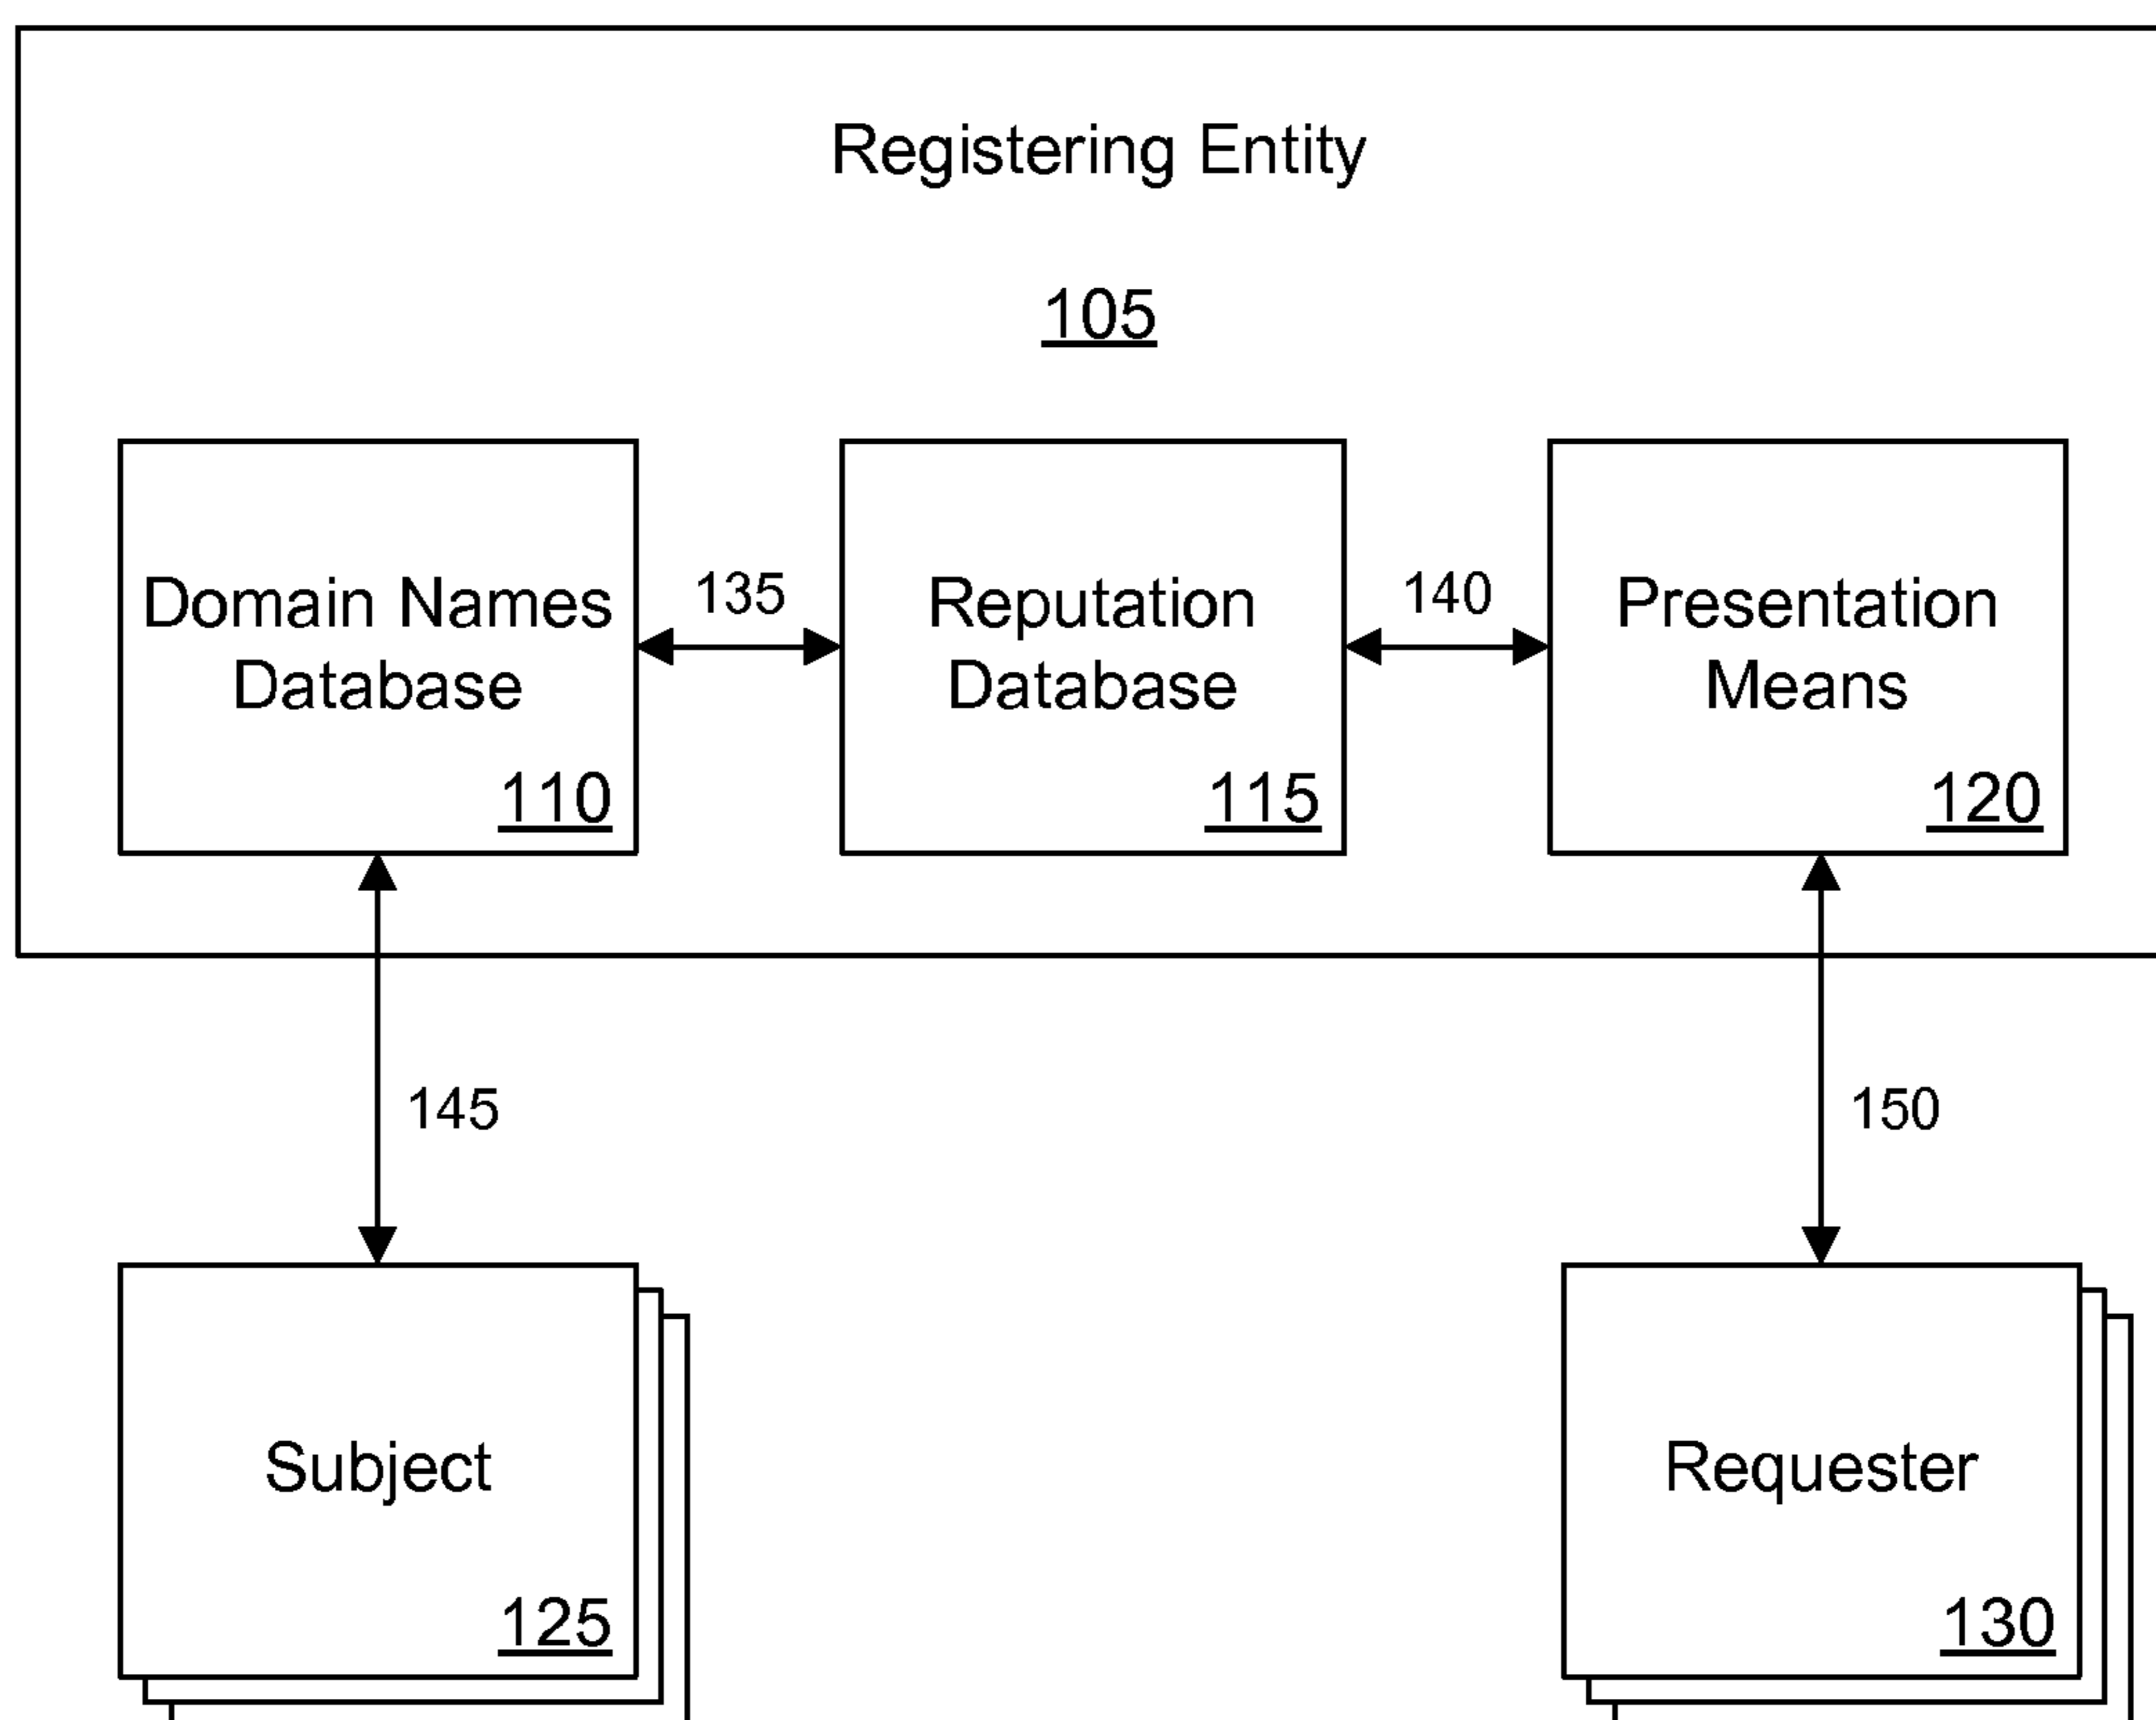 Registering Entity
105
Domain Names
Database
110
135
Reputation
Database
115
140
Presentation
Means
120
145
150
Subject
125
Requester
130